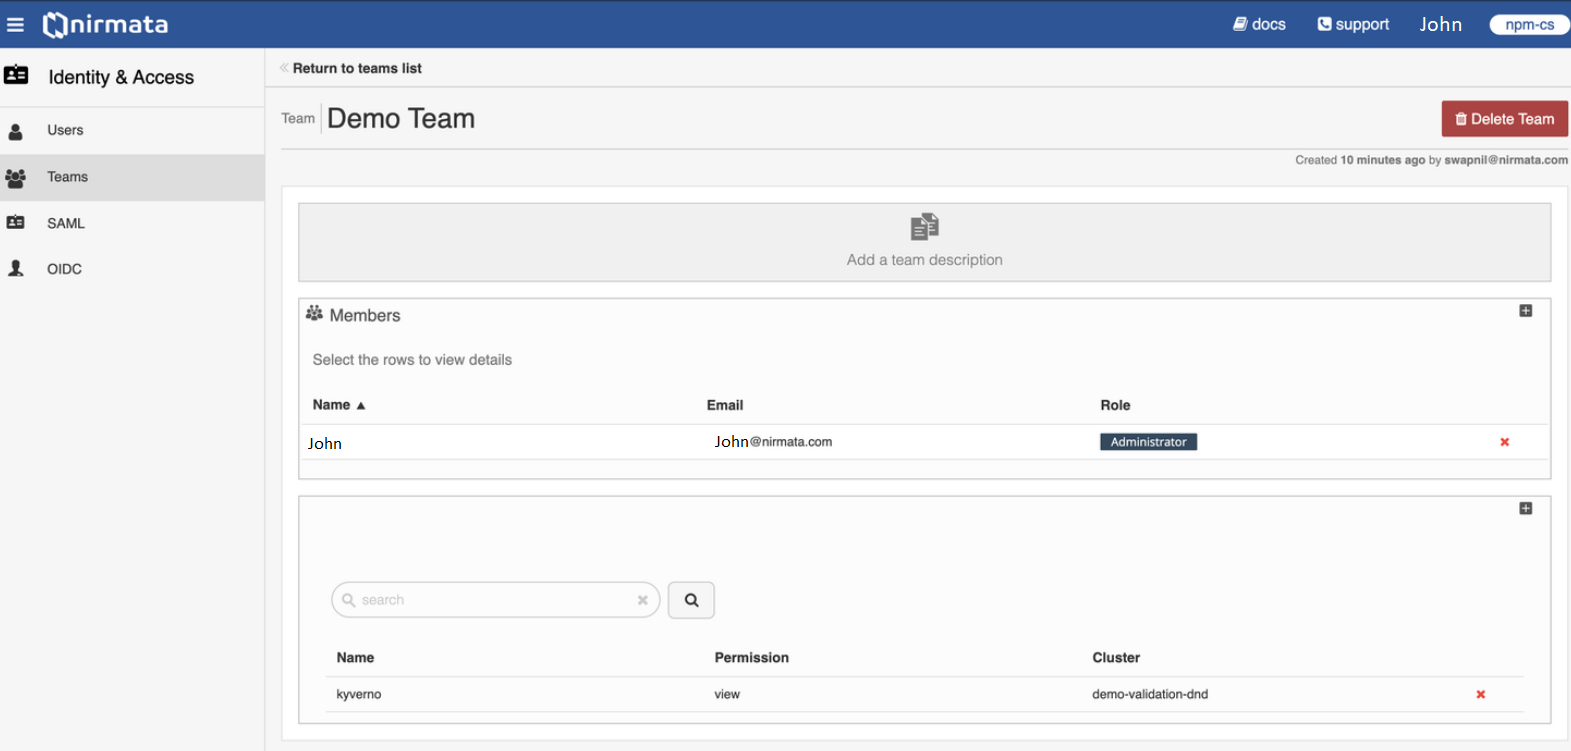 nirmata docs support John npm-cs
Identity & Access
Users
Teams
SAML
OIDC
« Return to teams list
Team Demo Team Delete Team
Created 10 minutes ago by swapnil@nirmata.com
Add a team description
Members
Select the rows to view details
Name ▲ Email Role
John John@nirmata.com Administrator
search
Name Permission Cluster
kyverno view demo-validation-dnd